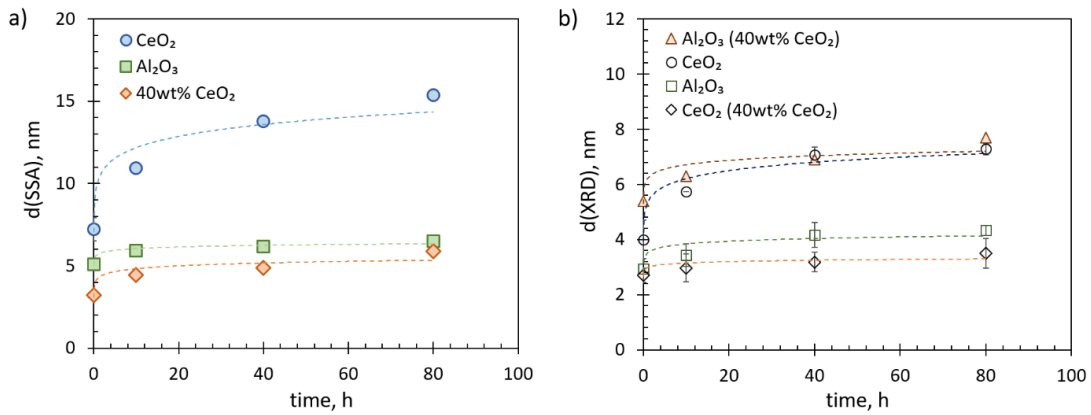 a)
20
15
10
5
0
d(SSA), nm
CeO₂
Al₂O₃
40wt% CeO₂
0
20
40
60
80
100
time, h
b)
12
10
8
6
4
2
0
d(XRD), nm
Al₂O₃ (40wt% CeO₂)
CeO₂
Al₂O₃
CeO₂ (40wt% CeO₂)
0
20
40
60
80
100
time, h